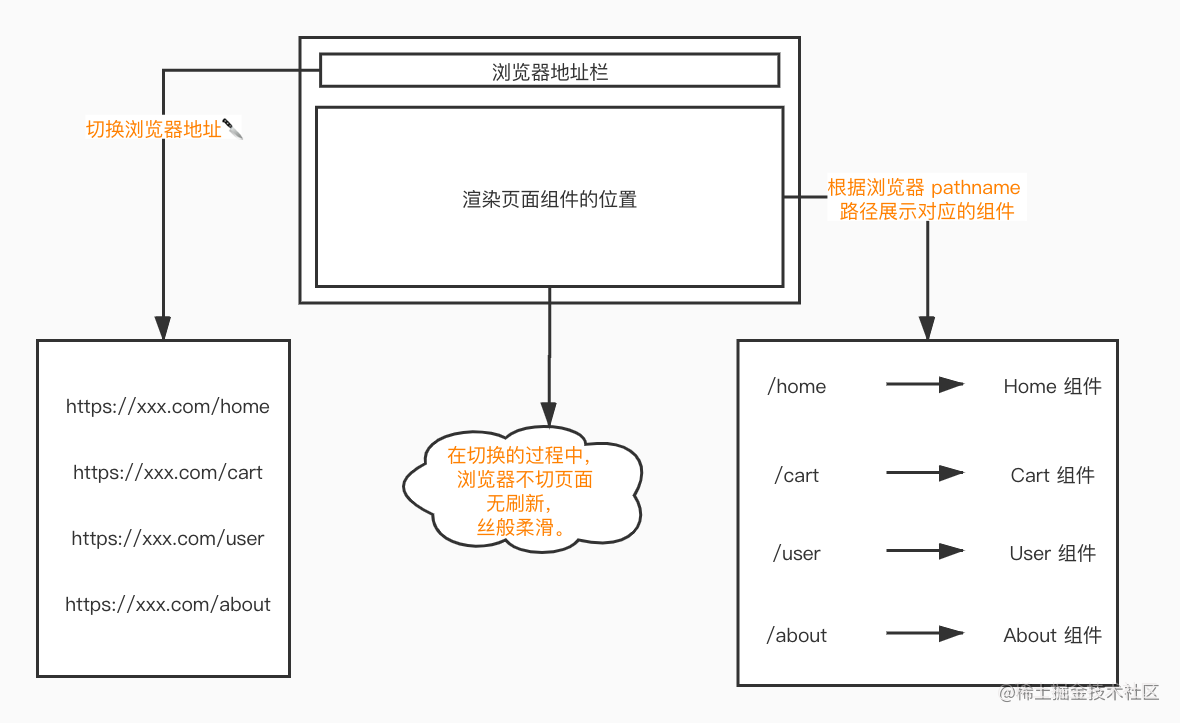 浏览器地址栏
切换浏览器地址
渲染页面组件的位置
根据浏览器 pathname
路径展示对应的组件
https://xxx.com/home
https://xxx.com/cart
https://xxx.com/user
https://xxx.com/about
在切换的过程中，
浏览器不切页面
无刷新，
丝般柔滑。
/home Home 组件
/cart Cart 组件
/user User 组件
/about About 组件
@稀土掘金技术社区